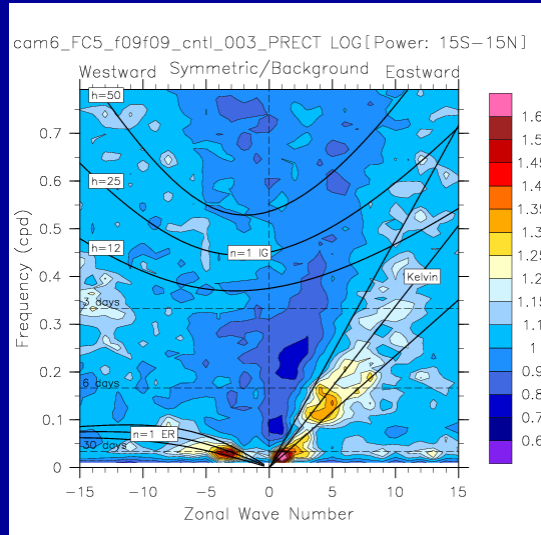 cam6_FC5_f09f09_cntl_003_PRECT LOG[Power: 15S-15N]
Westward Symmetric/Background Eastward
h=50
h=25
h=12
n=1 IG
Kelvin
3 days
6 days
30 days
n=1 ER
Frequency (cpd)
0.7
0.6
0.5
0.4
0.3
0.2
0.1
0
-15 -10 -5 0 5 10 15
Zonal Wave Number
1.6
1.5
1.45
1.4
1.35
1.3
1.25
1.2
1.15
1.1
1
0.9
0.8
0.7
0.6